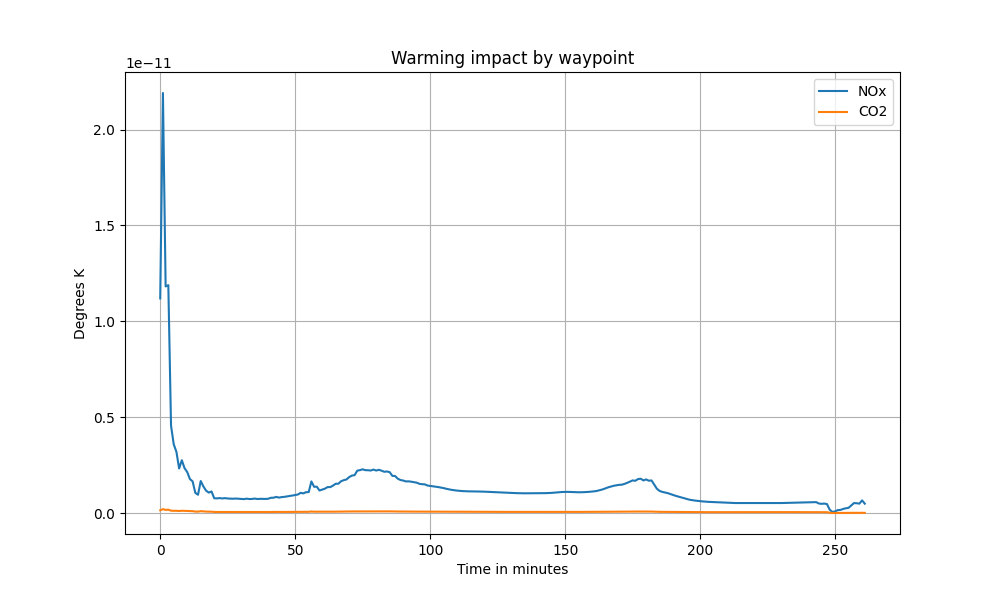 Warming impact by waypoint
1e−11
NOx
CO2
2.0
1.5
1.0
0.5
0.0
Degrees K
0 50 100 150 200 250
Time in minutes